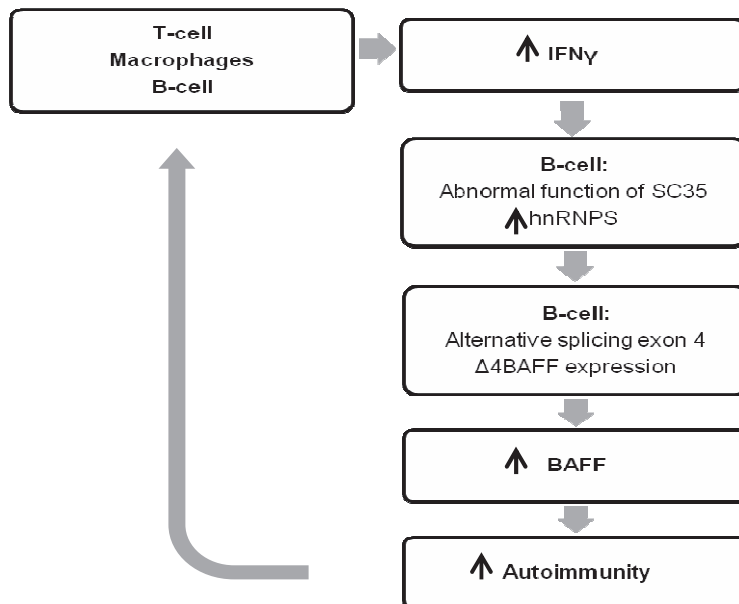 T-cell
Macrophages
B-cell
↑ IFNγ
B-cell:
Abnormal function of SC35
↑hnRNPS
B-cell:
Alternative splicing exon 4
Δ4BAFF expression
↑ BAFF
↑ Autoimmunity